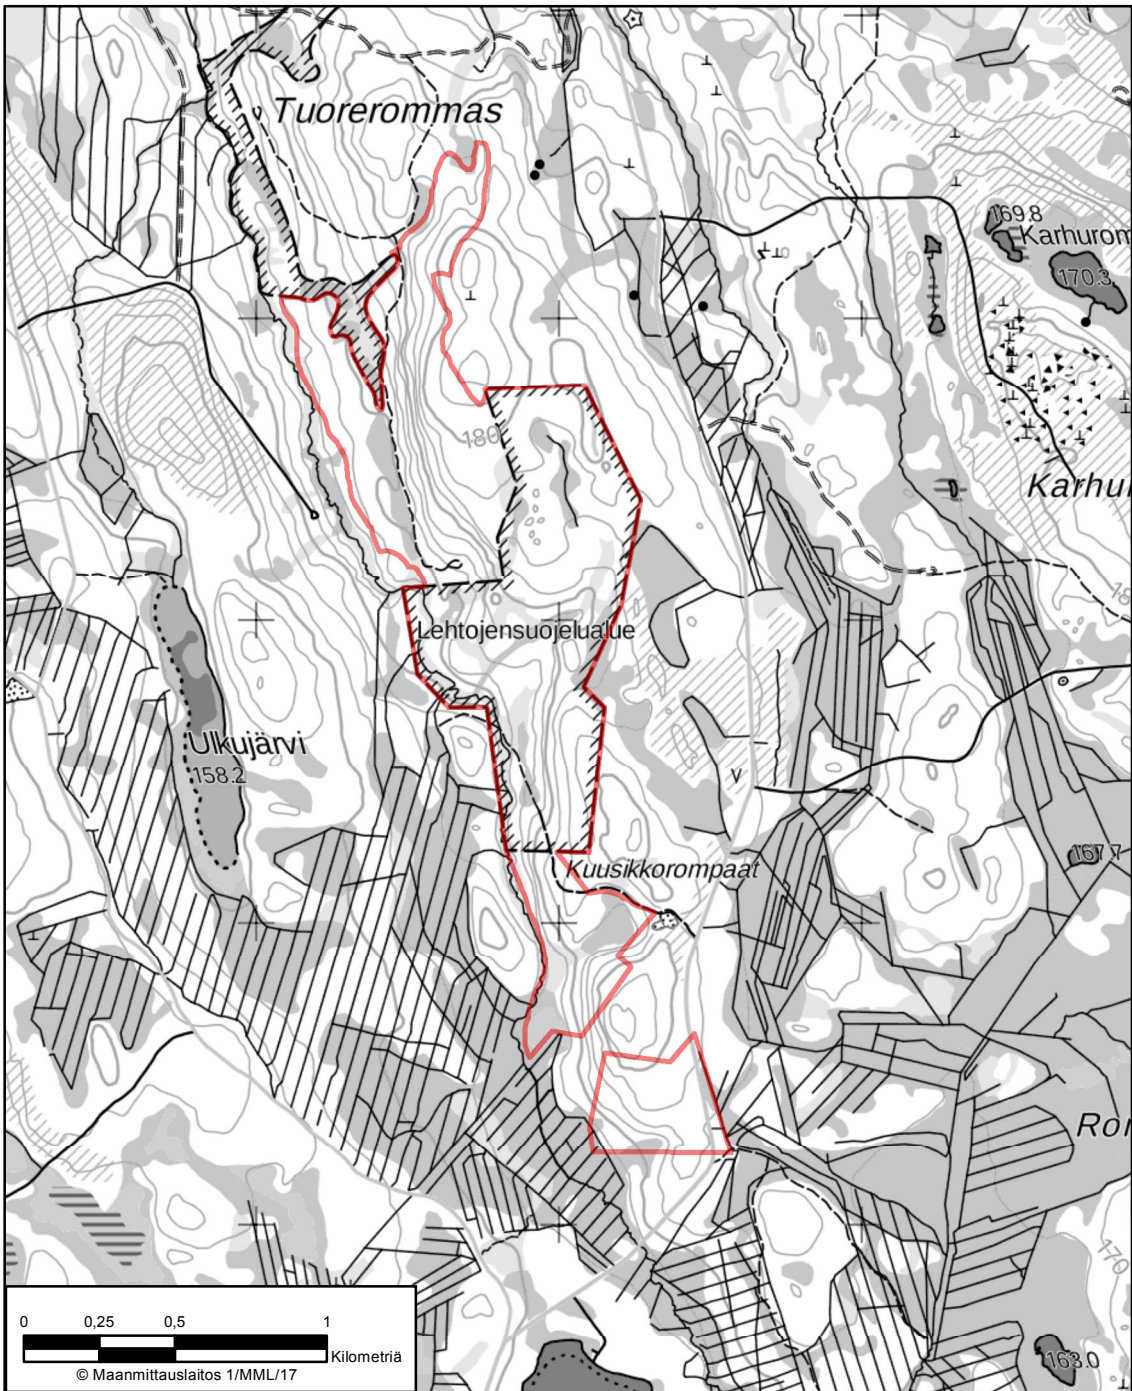 Tuorerommas
169.8
Karhurom
170.3
180
Karhu
Lehtojensuojelualue
Ulkujärvi
158.2
V
Kuusikkorompaat
167.7
Ror
170
163.0
0 0,25 0,5 1
Kilometriä
© Maanmittauslaitos 1/MML/17